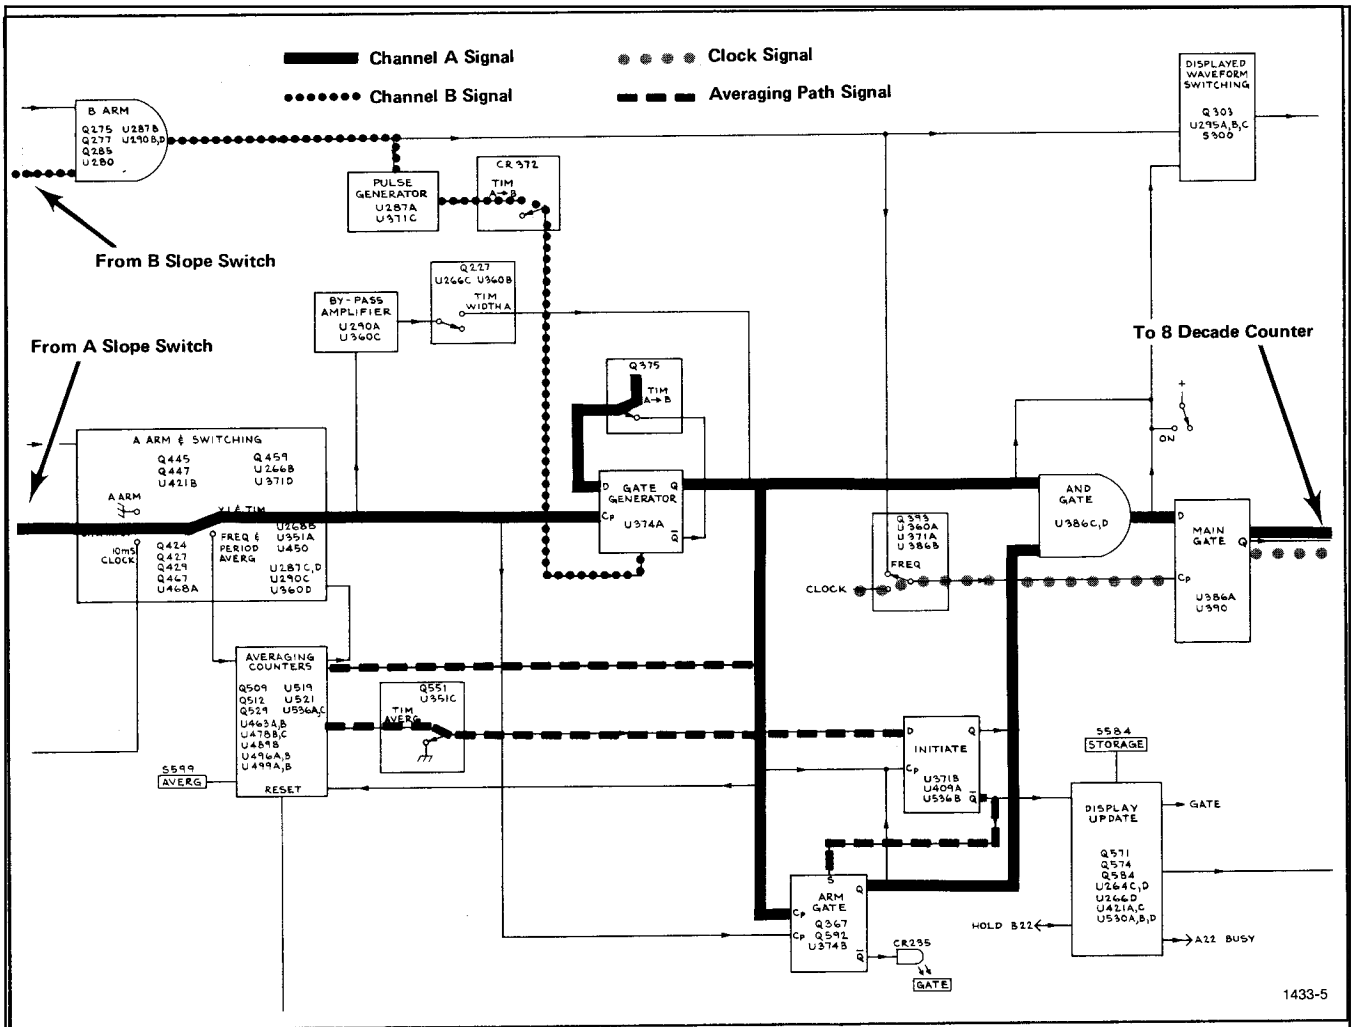 Channel A Signal
Clock Signal
Channel B Signal
Averaging Path Signal
DISPLAYED
WAVEFORM
SWITCHING
Q303
U295A,B,C
S300
B ARM
Q275 U287B
Q277 U290B,D
Q285
U280
CR372
TIM
A→B
PULSE
GENERATOR
U287A
U371C
From B Slope Switch
Q227
U266C U360B
TIM
WIDTH A
BY-PASS
AMPLIFIER
U290A
U360C
From A Slope Switch
To 8 Decade Counter
Q375
TIM
A→B
+
ON
A ARM & SWITCHING
Q445 Q459
Q447 U266B
U421B U371D
A ARM
U268B
FREQ & U351A
PERIOD U450
AVERG
10mS
CLOCK
Q424
Q427
Q429
Q467
U468A
U287C,D
U290C
U360D
D GATE Q
GENERATOR
Cp
U374A
Q
AND
GATE
U386C,D
D
MAIN
GATE
Q
Cp
U386A
U390
Q393
U360A
U371A
U386B
FREQ
CLOCK
AVERAGING
COUNTERS
Q509 U519
Q512 U521
Q529 U536A,C
U463A,B
U478B,C
U489B
U496A,B
U499A,B
RESET
S599
AVERG
Q551
U351C
TIM
AVERG
D Q
INITIATE
Cp
U371B
U409A
U536B Q
S584
STORAGE
DISPLAY
UPDATE
Q571
Q574
Q584
U264C,D
U266D
U421A,C
U530A,B,D
GATE
HOLD B22
A22 BUSY
S
ARM Q
GATE
Cp
Q367
Cp Q592
U374B
Q
CR235
GATE
1433-5